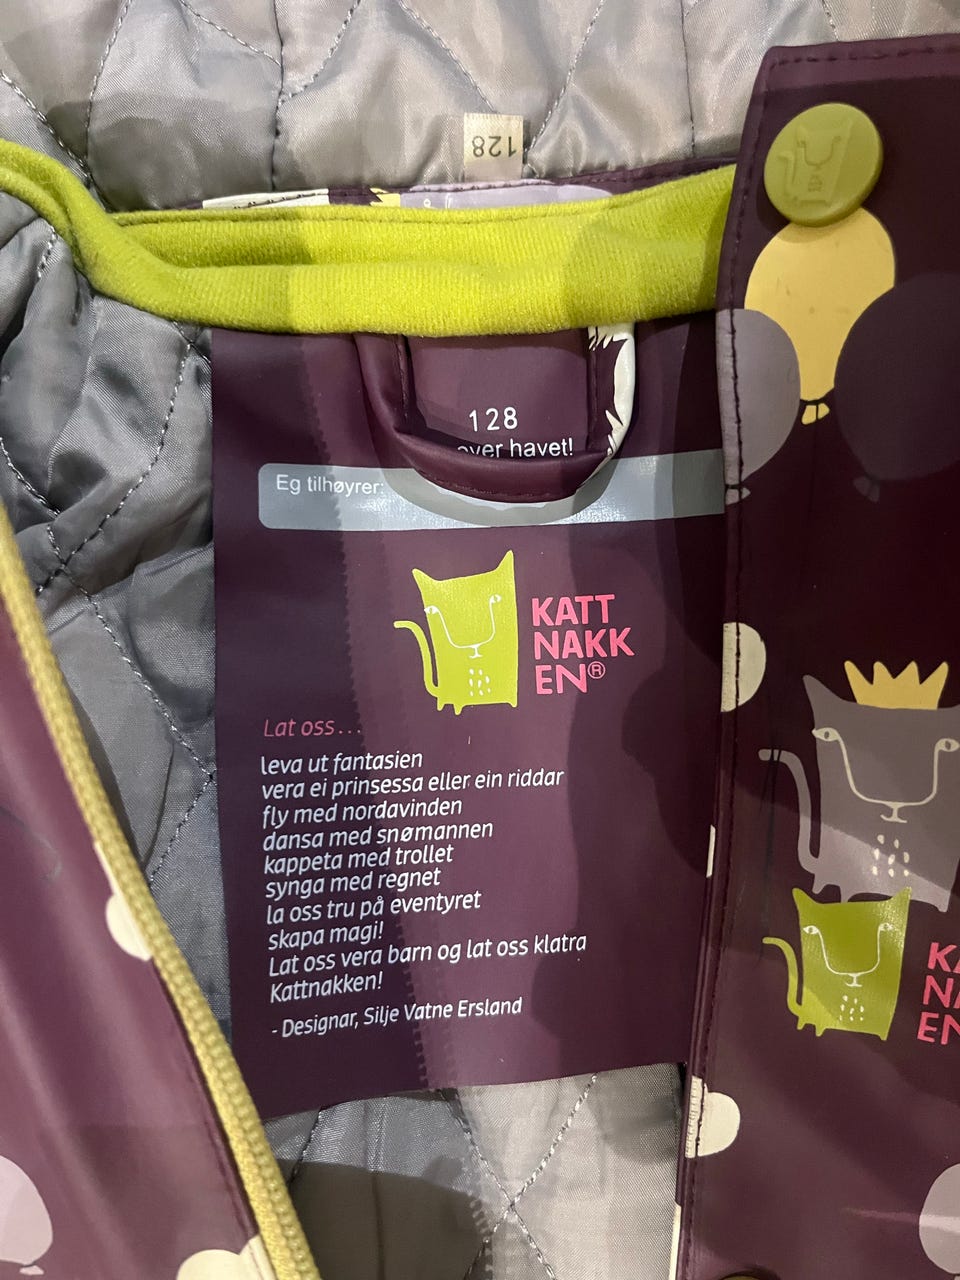 128
128
over havet!
Eg tilhøyrer:
KATT
NAKK
EN®
Lat oss...
leva ut fantasien
vera ei prinsessa eller ein riddar
fly med nordavinden
dansa med snømannen
kappeta med trollet
synga med regnet
la oss tru på eventyret
skapa magi!
Lat oss vera barn og lat oss klatra
Kattnakken!
- Designar, Silje Vatne Ersland